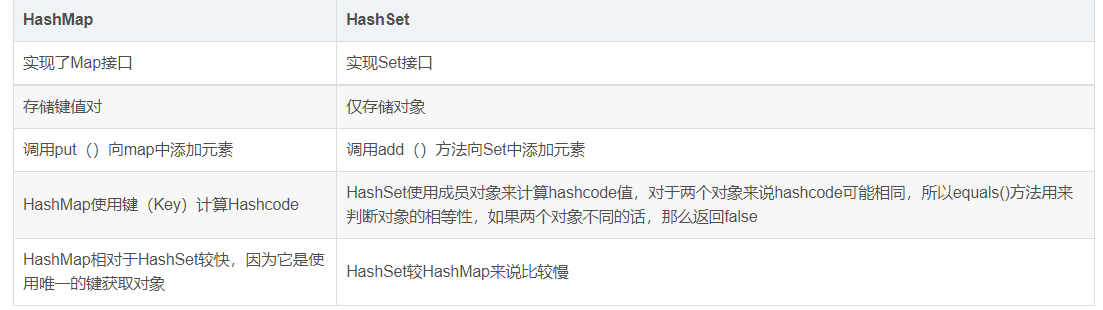 HashMap HashSet
实现了Map接口 实现Set接口
存储键值对 仅存储对象
调用put（）向map中添加元素 调用add（）方法向Set中添加元素
HashMap使用键（Key）计算Hashcode
HashSet使用成员对象来计算hashcode值，对于两个对象来说hashcode可能相同，所以equals()方法用来
判断对象的相等性，如果两个对象不同的话，那么返回false
HashMap相对于HashSet较快，因为它是使
用唯一的键获取对象
HashSet较HashMap来说比较慢